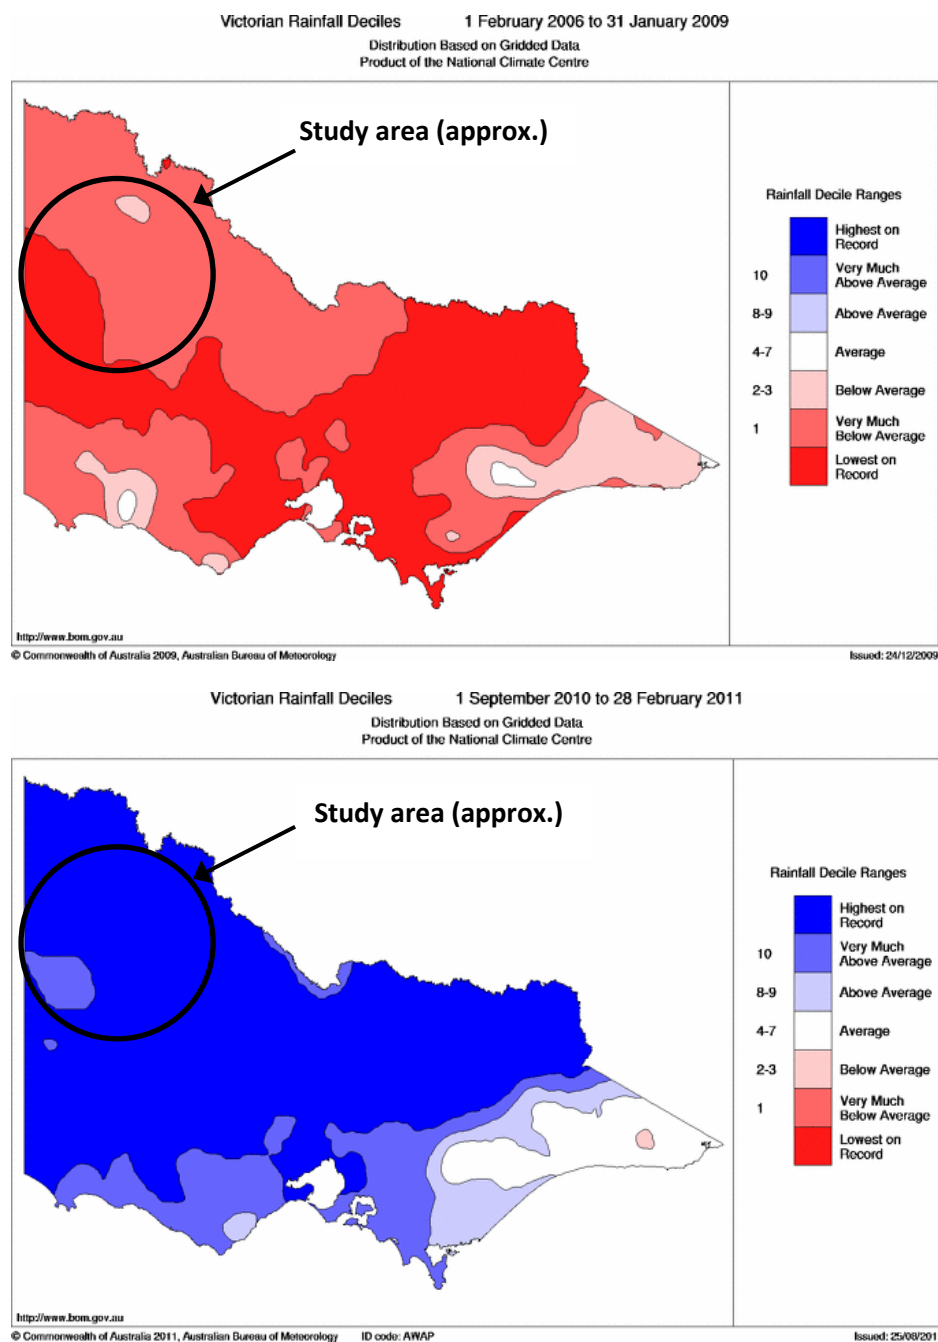 Victorian Rainfall Deciles 1 February 2006 to 31 January 2009
Distribution Based on Gridded Data
Product of the National Climate Centre
Study area (approx.)
Rainfall Decile Ranges
Highest on
Record
10 Very Much
Above Average
8-9 Above Average
4-7 Average
2-3 Below Average
1 Very Much
Below Average
Lowest on
Record
http://www.bom.gov.au
© Commonwealth of Australia 2009, Australian Bureau of Meteorology Issued: 24/12/2009
Victorian Rainfall Deciles 1 September 2010 to 28 February 2011
Distribution Based on Gridded Data
Product of the National Climate Centre
Study area (approx.)
Rainfall Decile Ranges
Highest on
Record
10 Very Much
Above Average
8-9 Above Average
4-7 Average
2-3 Below Average
1 Very Much
Below Average
Lowest on
Record
http://www.bom.gov.au
© Commonwealth of Australia 2011, Australian Bureau of Meteorology ID code: AWAP Issued: 25/08/201